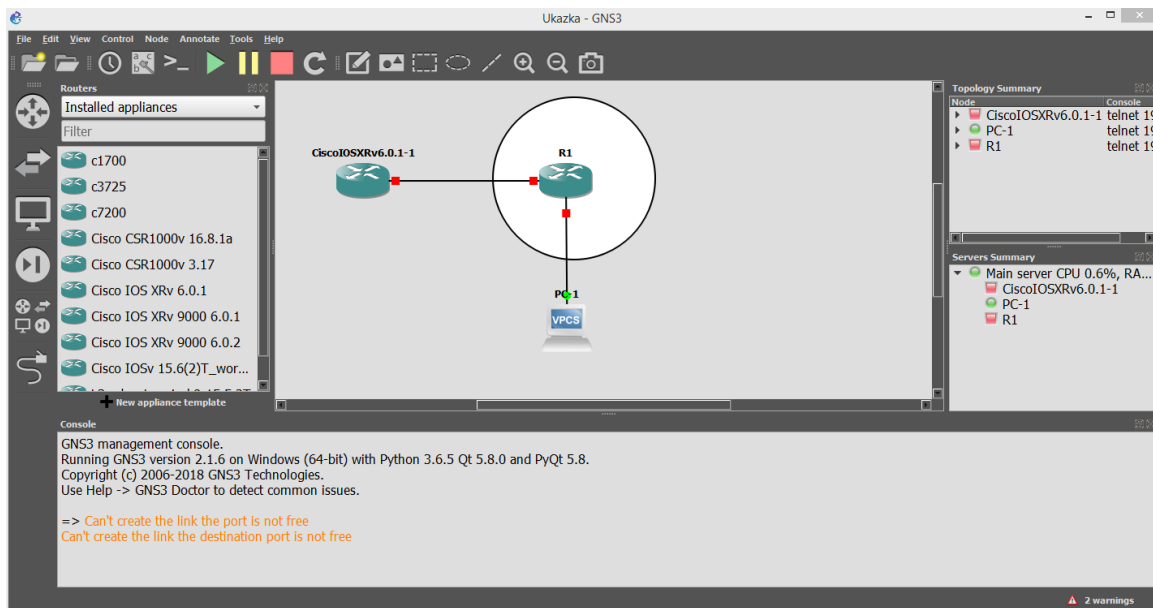 Ukazka - GNS3
File Edit View Control Node Annotate Tools Help
Routers
Installed appliances
Filter
c1700
c3725
c7200
Cisco CSR1000v 16.8.1a
Cisco CSR1000v 3.17
Cisco IOS XRv 6.0.1
Cisco IOS XRv 9000 6.0.1
Cisco IOS XRv 9000 6.0.2
Cisco IOSv 15.6(2)T_wor...
New appliance template
CiscoIOSXRv6.0.1-1
R1
PC-1
VPCS
Topology Summary
Node Console
CiscoIOSXRv6.0.1-1 telnet 19
PC-1 telnet 19
R1 telnet 19
Servers Summary
Main server CPU 0.6%, RA...
CiscoIOSXRv6.0.1-1
PC-1
R1
Console
GNS3 management console.
Running GNS3 version 2.1.6 on Windows (64-bit) with Python 3.6.5 Qt 5.8.0 and PyQt 5.8.
Copyright (c) 2006-2018 GNS3 Technologies.
Use Help -> GNS3 Doctor to detect common issues.
=> Can't create the link the port is not free
Can't create the link the destination port is not free
2 warnings